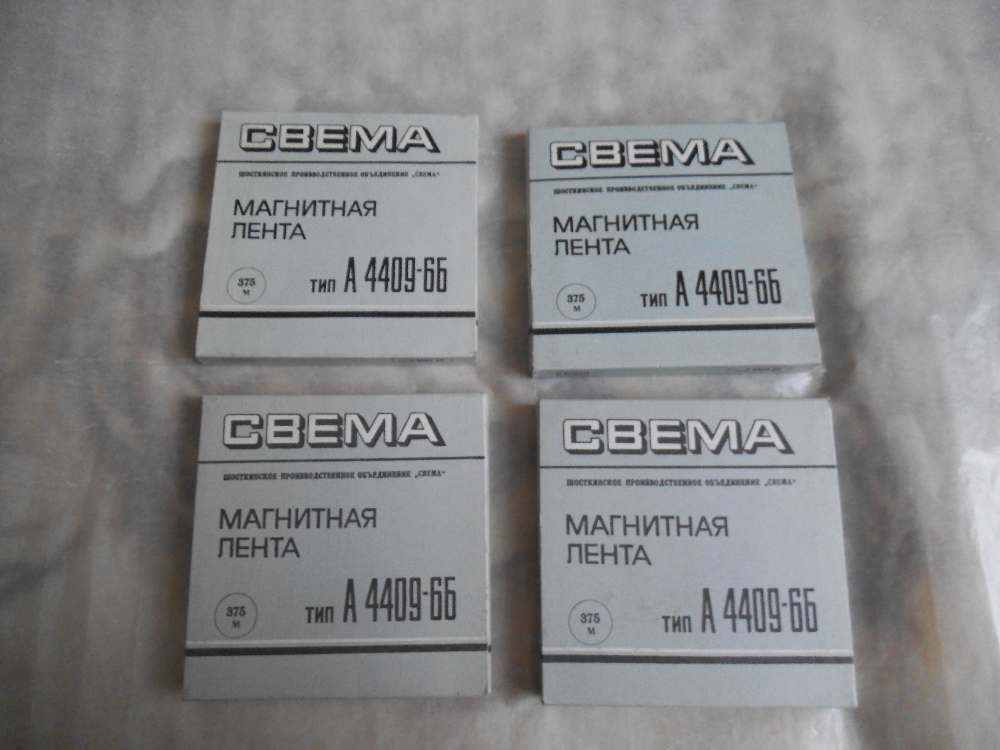 СВЕМА
ШОСТКИНСКОЕ ПРОИЗВОДСТВЕННОЕ ОБЪЕДИНЕНИЕ „СВЕМА“
МАГНИТНАЯ
ЛЕНТА
375
М
ТИП А 4409-6Б
СВЕМА
ШОСТКИНСКОЕ ПРОИЗВОДСТВЕННОЕ ОБЪЕДИНЕНИЕ „СВЕМА“
МАГНИТНАЯ
ЛЕНТА
375
М
ТИП А 4409-6Б
СВЕМА
ШОСТКИНСКОЕ ПРОИЗВОДСТВЕННОЕ ОБЪЕДИНЕНИЕ „СВЕМА“
МАГНИТНАЯ
ЛЕНТА
375
М
ТИП А 4409-6Б
СВЕМА
ШОСТКИНСКОЕ ПРОИЗВОДСТВЕННОЕ ОБЪЕДИНЕНИЕ „СВЕМА“
МАГНИТНАЯ
ЛЕНТА
375
М
ТИП А 4409-6Б